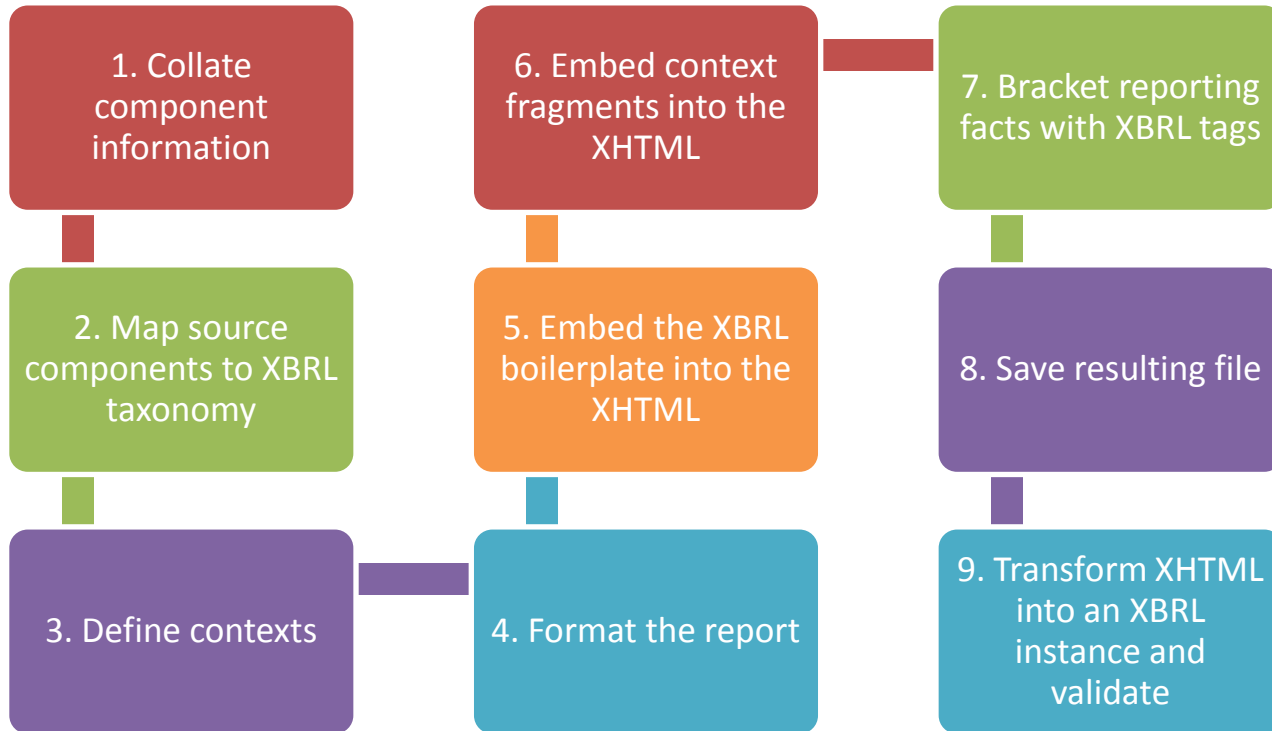 1. Collate
component
information
2. Map source
components to XBRL
taxonomy
3. Define contexts
4. Format the report
5. Embed the XBRL
boilerplate into the
XHTML
6. Embed context
fragments into the
XHTML
7. Bracket reporting
facts with XBRL tags
8. Save resulting file
9. Transform XHTML
into an XBRL
instance and
validate